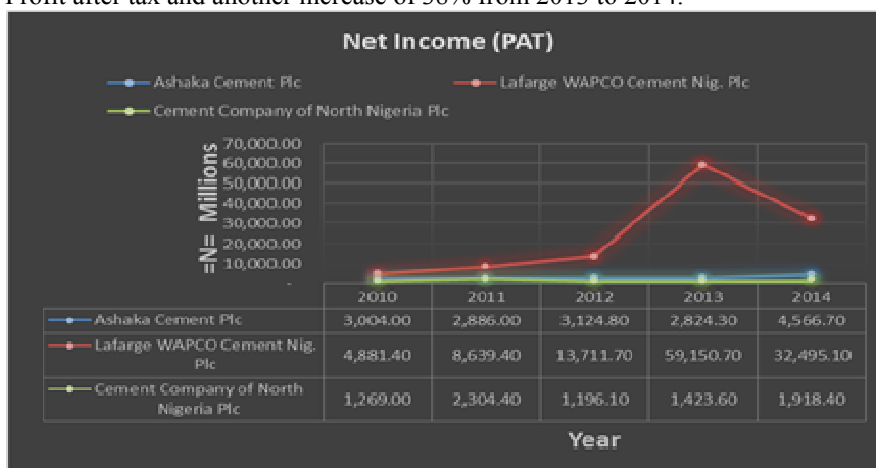 Profit after tax and another increase of 38% from 2013 to 2014.
Net Income (PAT)
Ashaka Cement Plc
Lafarge WAPCO Cement Nig. Plc
Cement Company of North Nigeria Plc
=N= Millions
70,000.00
60,000.00
50,000.00
40,000.00
30,000.00
20,000.00
10,000.00
-
2010 2011 2012 2013 2014
Ashaka Cement Plc 3,004.00 2,886.00 3,124.80 2,824.30 4,566.70
Lafarge WAPCO Cement Nig.
Plc 4,881.40 8,639.40 13,711.70 59,150.70 32,495.10
Cement Company of North
Nigeria Plc 1,269.00 2,304.40 1,196.10 1,423.60 1,918.40
Year